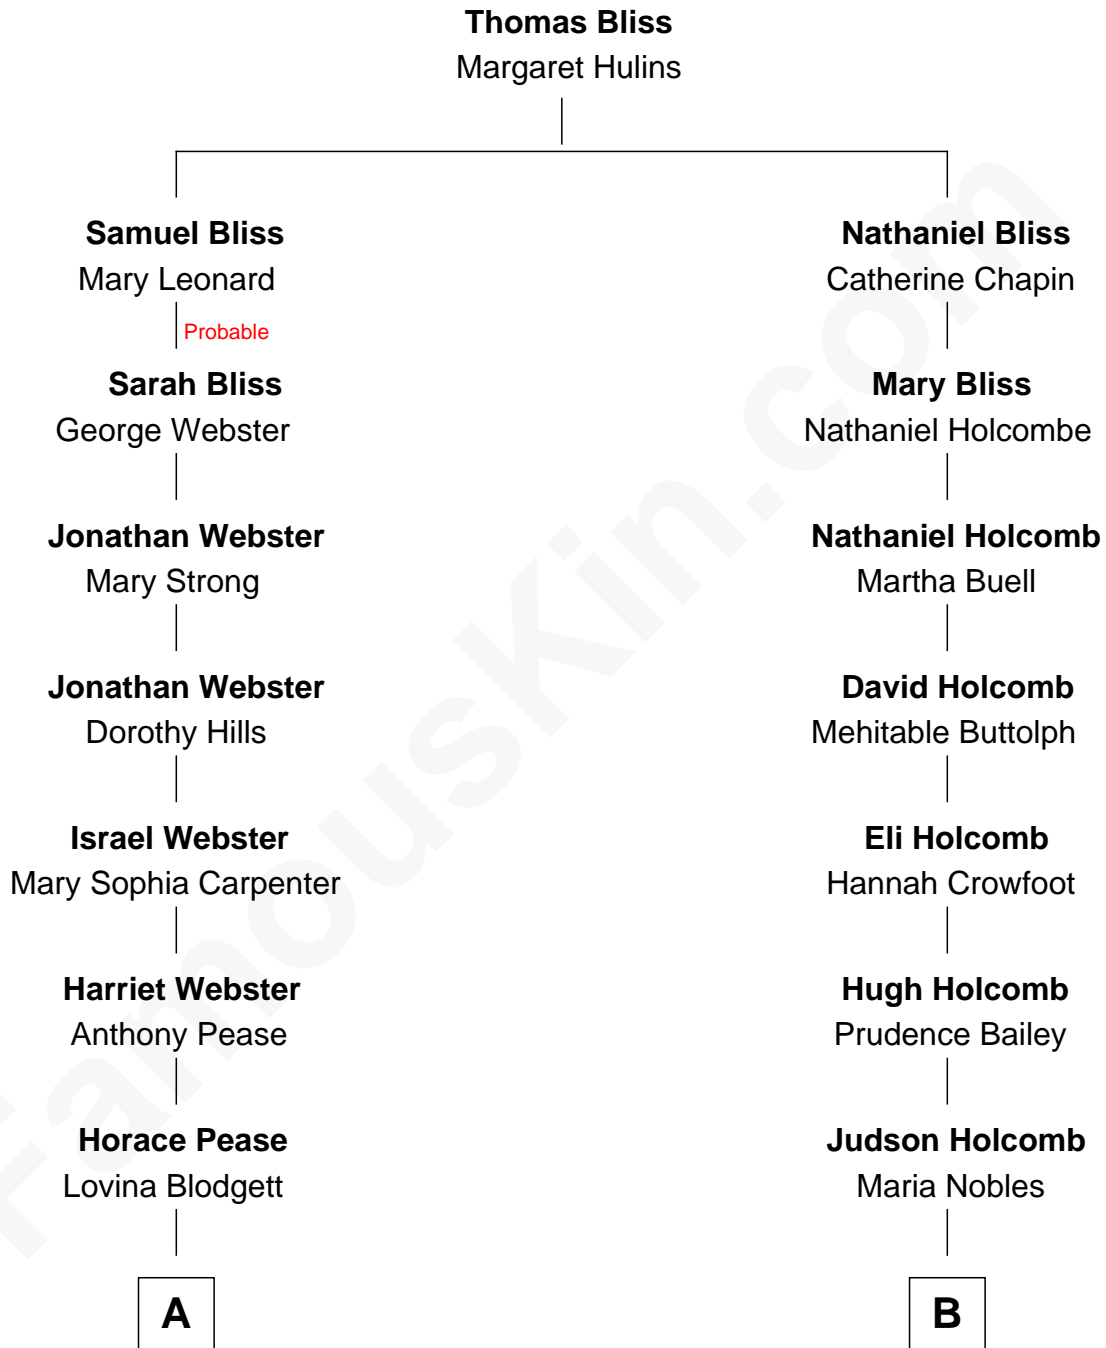 Thomas Bliss
Margaret Hulins
Samuel Bliss
Mary Leonard
Probable
Sarah Bliss
George Webster
Jonathan Webster
Mary Strong
Jonathan Webster
Dorothy Hills
Israel Webster
Mary Sophia Carpenter
Harriet Webster
Anthony Pease
Horace Pease
Lovina Blodgett
A
Nathaniel Bliss
Catherine Chapin
Mary Bliss
Nathaniel Holcombe
Nathaniel Holcomb
Martha Buell
David Holcomb
Mehitable Buttolph
Eli Holcomb
Hannah Crowfoot
Hugh Holcomb
Prudence Bailey
Judson Holcomb
Maria Nobles
B
FamousKin.com